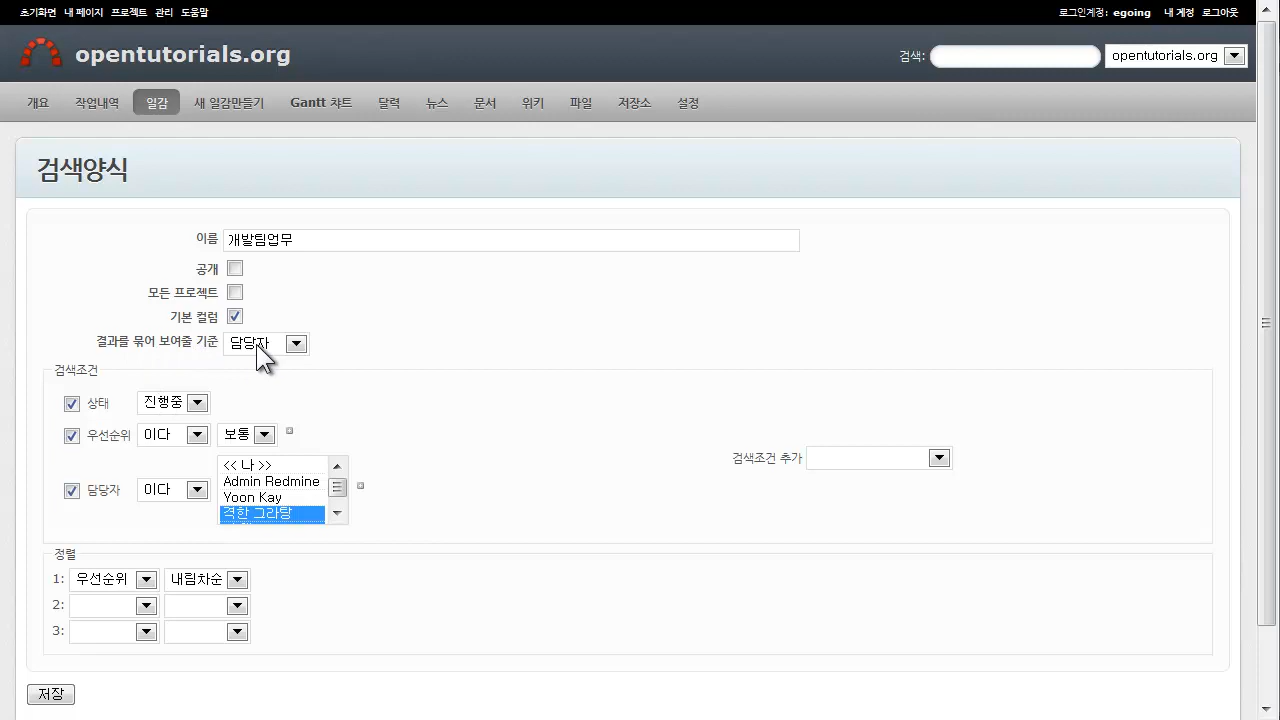 초기화면 내 페이지 프로젝트 관리 도움말 로그인계정: egoing 내 계정 로그아웃
opentutorials.org 검색: opentutorials.org
개요 작업내역 일감 새 일감만들기 Gantt 챠트 달력 뉴스 문서 위키 파일 저장소 설정
검색양식
이름 개발팀업무
공개
모든 프로젝트
기본 컬럼
결과를 묶어 보여줄 기준 담당자
검색조건
상태 진행중
우선순위 이다 보통
검색조건 추가
담당자 이다
<< 나 >>
Admin Redmine
Yoon Kay
격한 그라탕
정렬
1: 우선순위 내림차순
2:
3:
저장